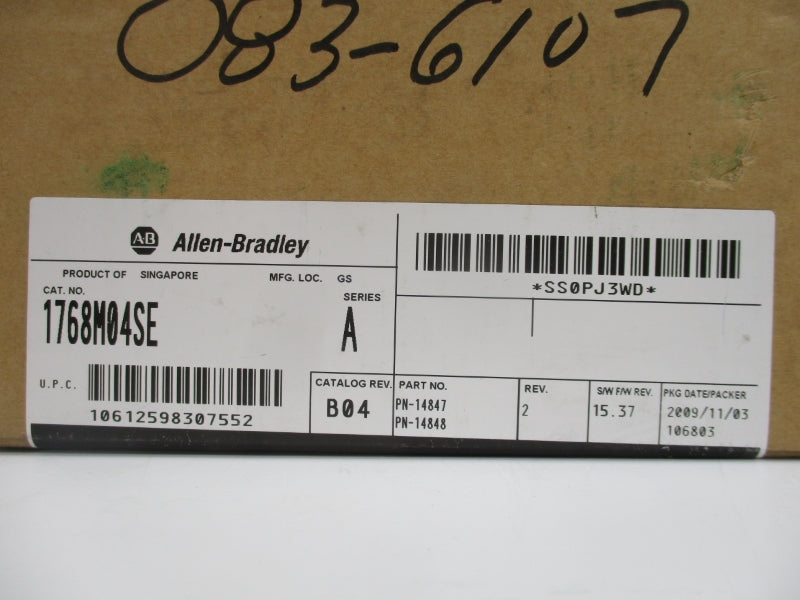 083-6107
AB Allen-Bradley
PRODUCT OF SINGAPORE MFG. LOC. GS
CAT. NO. SERIES
1768M04SE A
U.P.C.
10612598307552
*SS0PJ3WD*
CATALOG REV.
B04
PART NO.
PN-14847
PN-14848
REV.
2
S/W F/W REV.
15.37
PKG DATE/PACKER
2009/11/03
106803